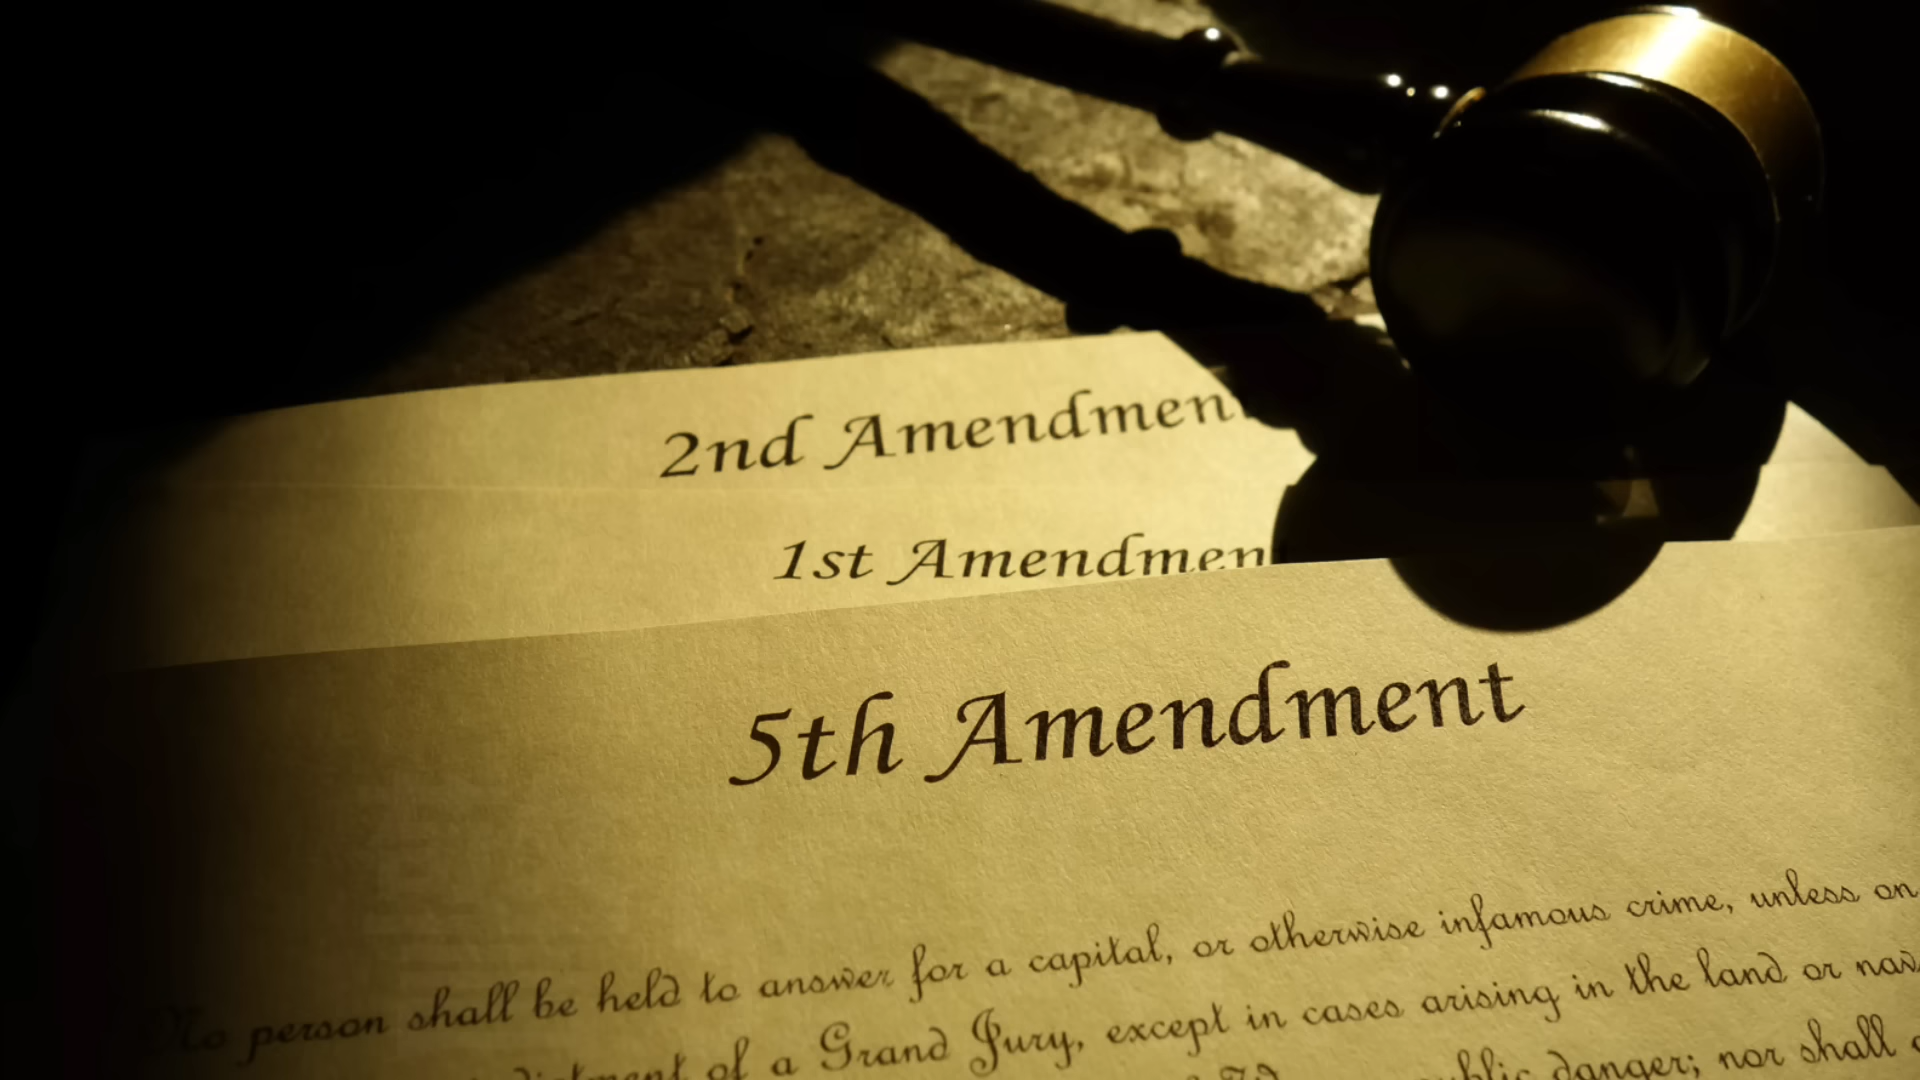 2nd Amendmen
1st Amendmen
5th Amendment
No person shall be held to answer for a capital, or otherwise infamous crime, unless on
of a Grand Jury, except in cases arising in the land or nav
danger; nor shall